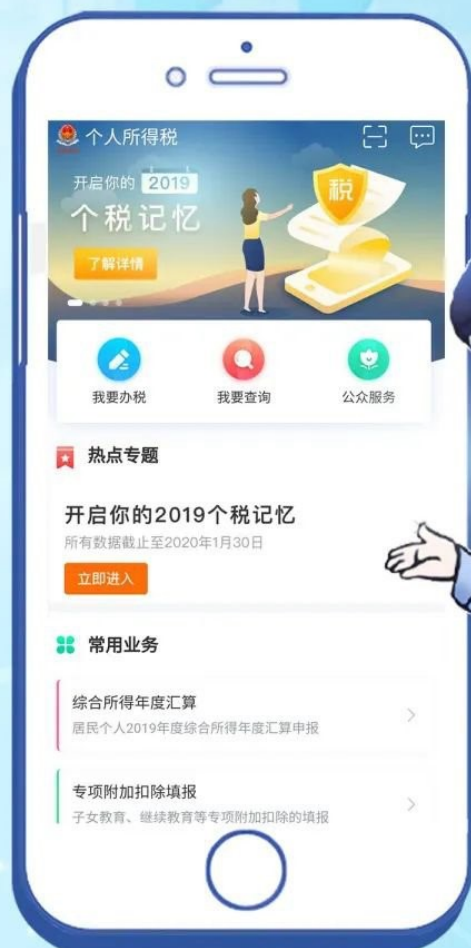 个人所得税
开启你的 2019
个税记忆
税
了解详情
我要办税
我要查询
公众服务
热点专题
开启你的2019个税记忆
所有数据截止至2020年1月30日
立即进入
常用业务
综合所得年度汇算
居民个人2019年度综合所得年度汇算申报
专项附加扣除填报
子女教育、继续教育等专项附加扣除的填报